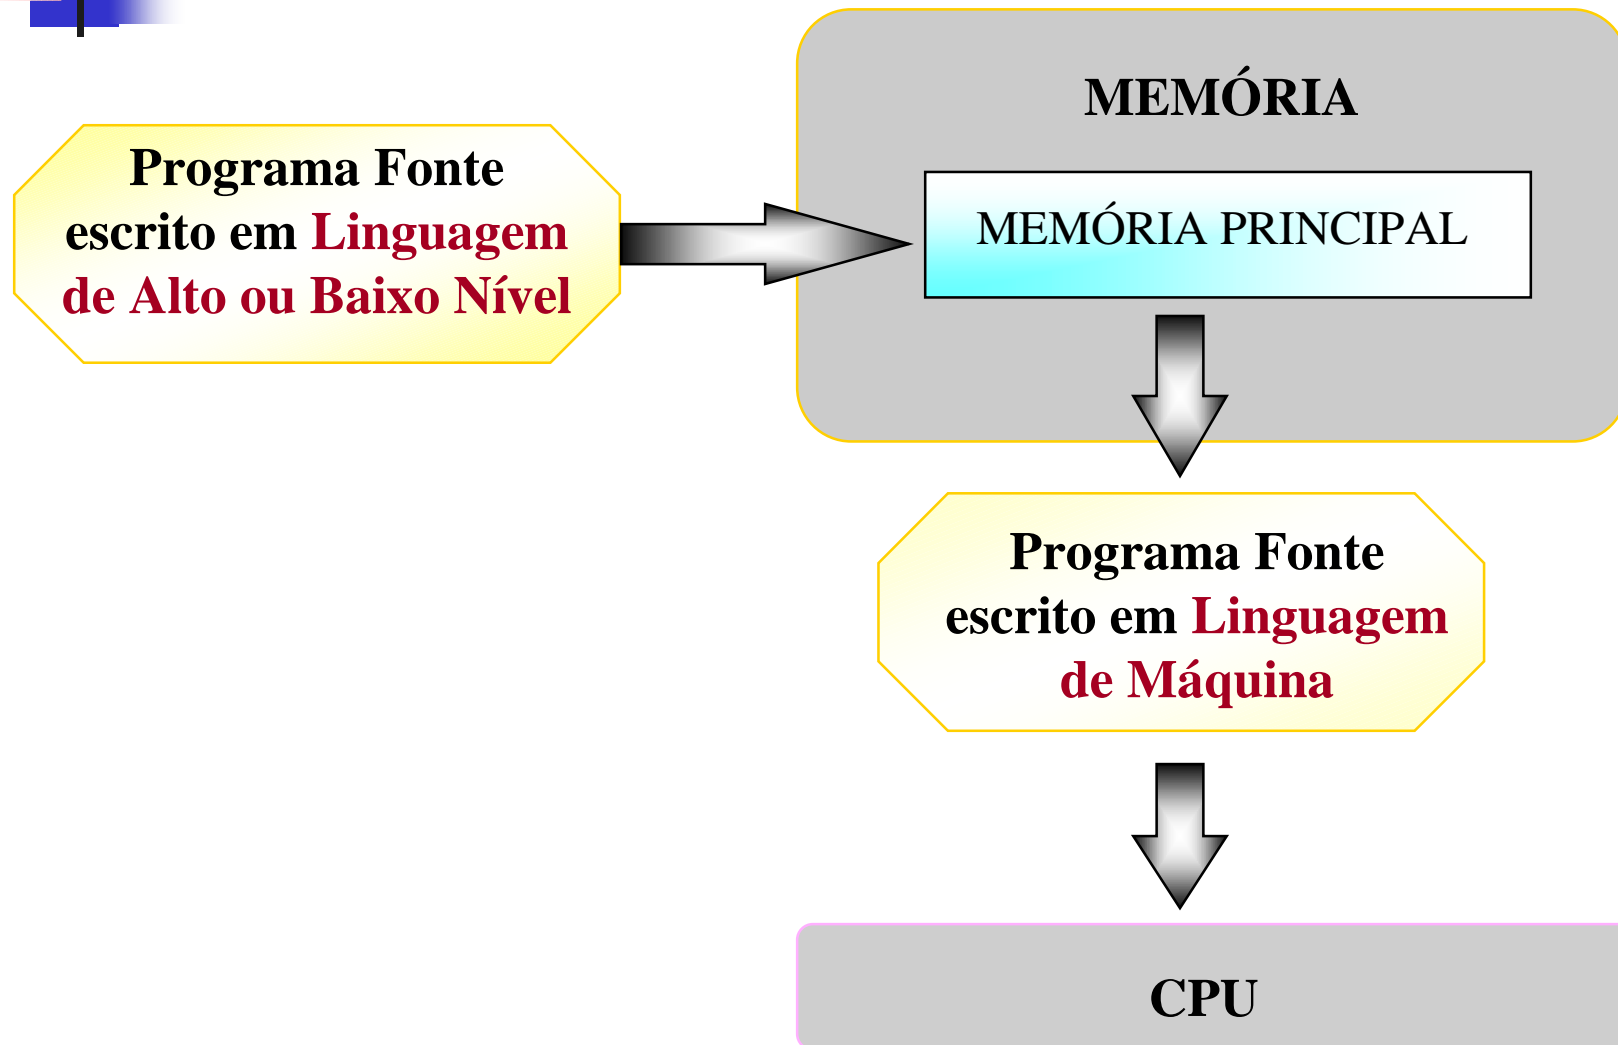 MEMÓRIA
Programa Fonte
escrito em Linguagem
de Alto ou Baixo Nível
MEMÓRIA PRINCIPAL
Programa Fonte
escrito em Linguagem
de Máquina
CPU